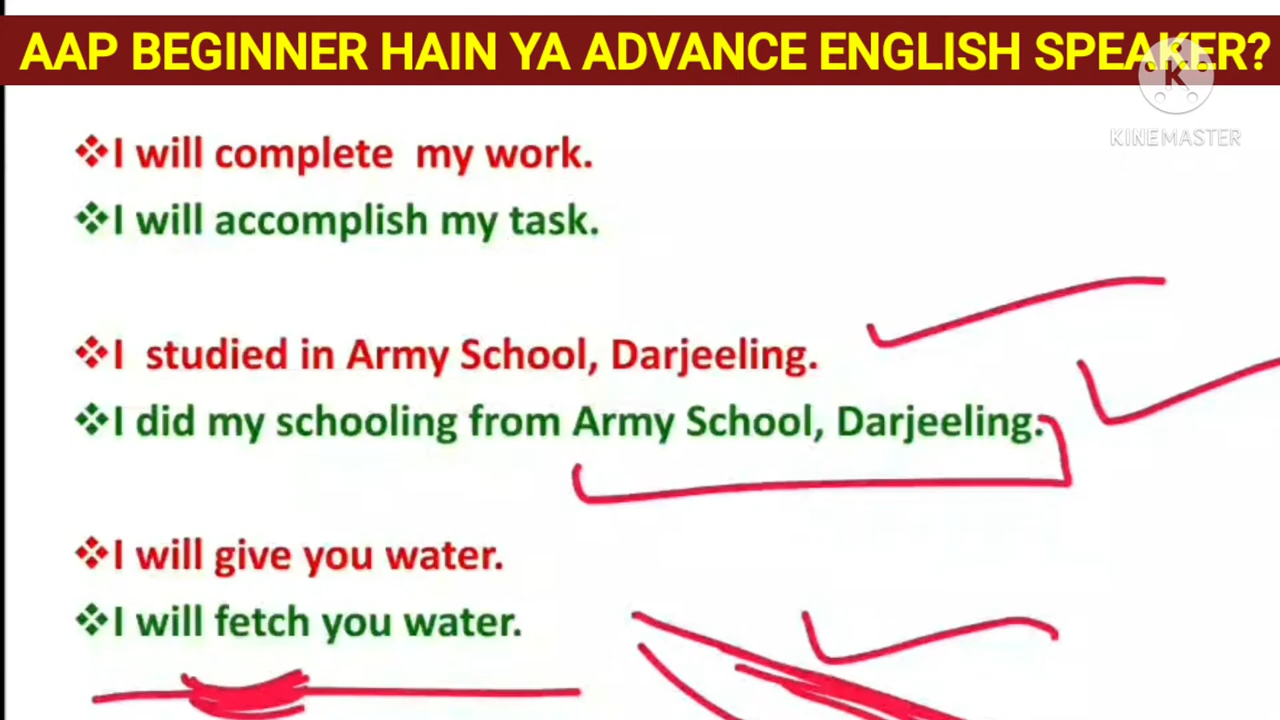 AAP BEGINNER HAIN YA ADVANCE ENGLISH SPEAKER?
K
KINEMASTER
❖I will complete my work.
❖I will accomplish my task.
❖I studied in Army School, Darjeeling.
❖I did my schooling from Army School, Darjeeling.
❖I will give you water.
❖I will fetch you water.